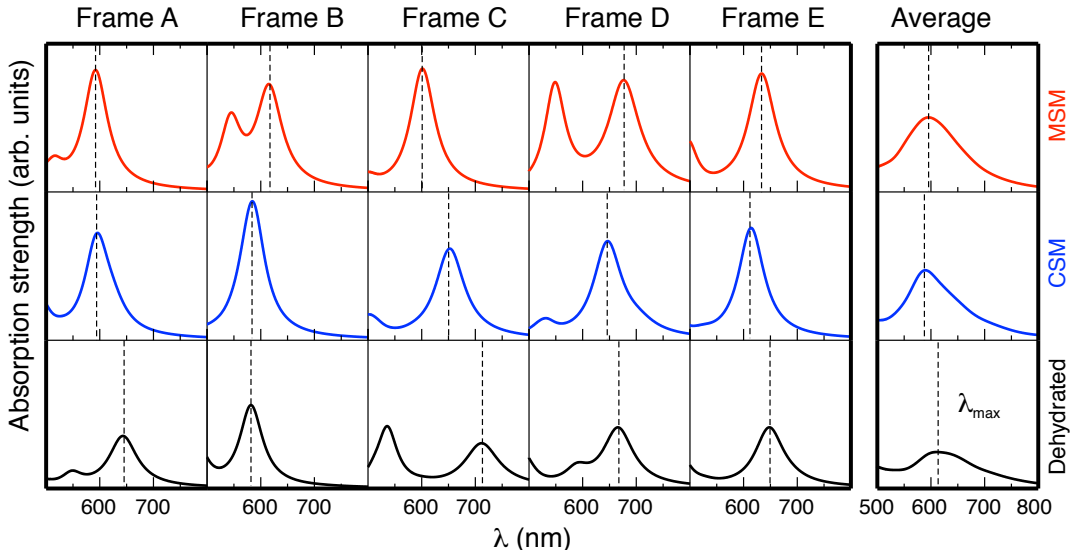 Frame A Frame B Frame C Frame D Frame E Average
Absorption strength (arb. units)
MSM
CSM
Dehydrated
λmax
600 700 600 700 600 700 600 700 600 700 500 600 700 800
λ (nm)